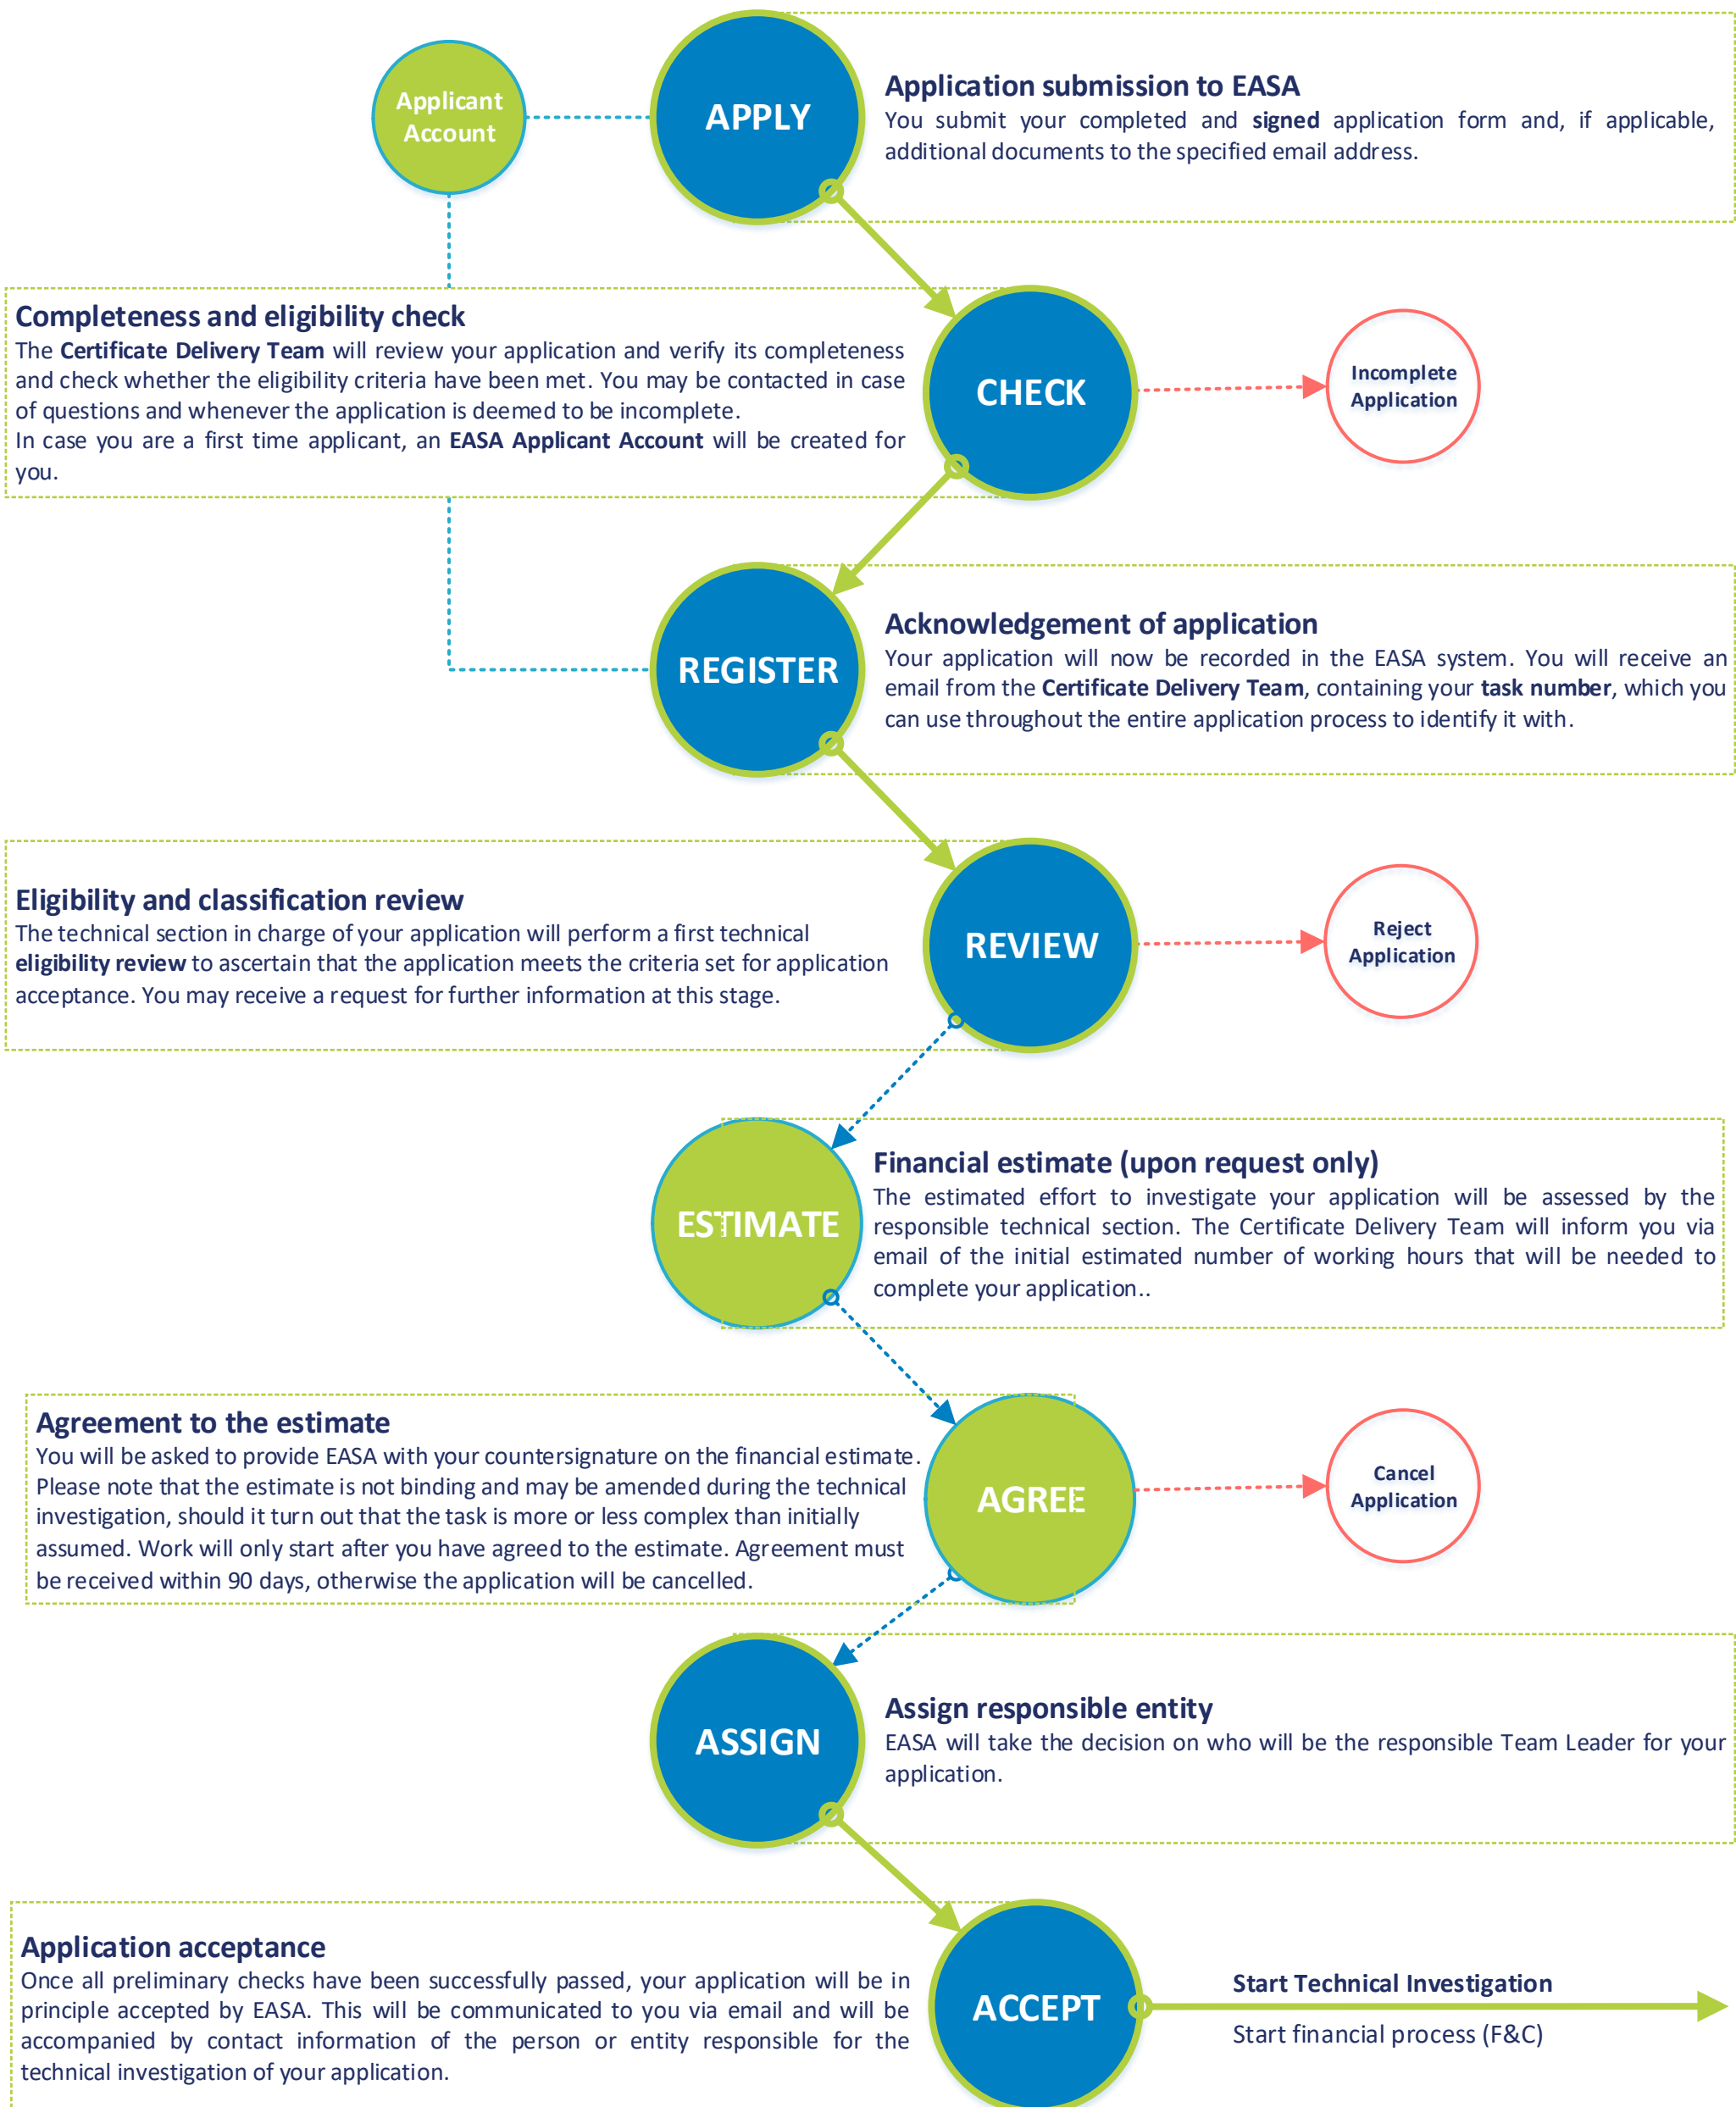 Applicant
Account
APPLY
Application submission to EASA
You submit your completed and signed application form and, if applicable,
additional documents to the specified email address.
Completeness and eligibility check
The Certificate Delivery Team will review your application and verify its completeness
and check whether the eligibility criteria have been met. You may be contacted in case
of questions and whenever the application is deemed to be incomplete.
In case you are a first time applicant, an EASA Applicant Account will be created for
you.
CHECK
Incomplete
Application
REGISTER
Acknowledgement of application
Your application will now be recorded in the EASA system. You will receive an
email from the Certificate Delivery Team, containing your task number, which you
can use throughout the entire application process to identify it with.
Eligibility and classification review
The technical section in charge of your application will perform a first technical
eligibility review to ascertain that the application meets the criteria set for application
acceptance. You may receive a request for further information at this stage.
REVIEW
Reject
Application
ESTIMATE
Financial estimate (upon request only)
The estimated effort to investigate your application will be assessed by the
responsible technical section. The Certificate Delivery Team will inform you via
email of the initial estimated number of working hours that will be needed to
complete your application..
Agreement to the estimate
You will be asked to provide EASA with your countersignature on the financial estimate.
Please note that the estimate is not binding and may be amended during the technical
investigation, should it turn out that the task is more or less complex than initially
assumed. Work will only start after you have agreed to the estimate. Agreement must
be received within 90 days, otherwise the application will be cancelled.
AGREE
Cancel
Application
ASSIGN
Assign responsible entity
EASA will take the decision on who will be the responsible Team Leader for your
application.
Application acceptance
Once all preliminary checks have been successfully passed, your application will be in
principle accepted by EASA. This will be communicated to you via email and will be
accompanied by contact information of the person or entity responsible for the
technical investigation of your application.
ACCEPT
Start Technical Investigation
Start financial process (F&C)